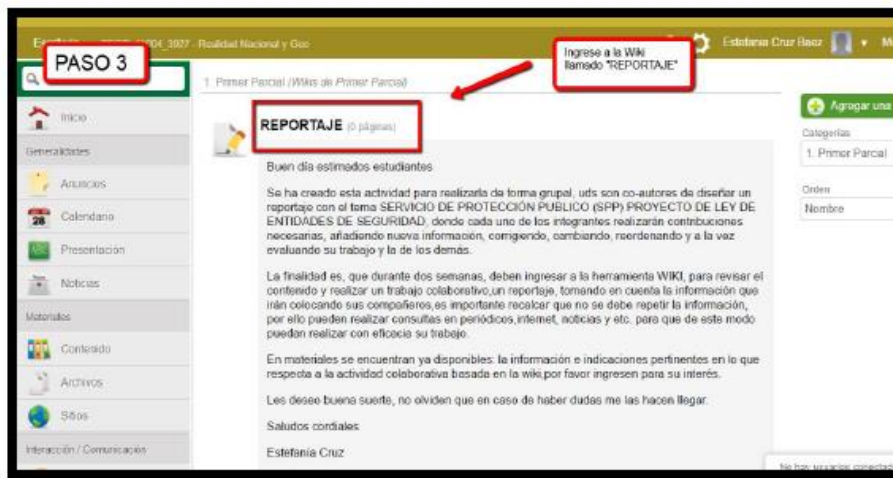 PASO 3
004_3927 - Realidad Nacional y Geo
Estefania Cruz Baez
Ingrese a la Wiki
llamado "REPORTAJE"
1. Primer Parcial (Wikis de Primer Parcial)
Inicio
Generalidades
Anuncios
28 Calendario
Presentación
Noticias
Materiales
Contenido
Archivos
Sitios
Interacción / Comunicación
REPORTAJE (0 páginas)
Buen día estimados estudiantes
Se ha creado esta actividad para realizarla de forma grupal, uds son co-autores de diseñar un
reportaje con el tema SERVICIO DE PROTECCIÓN PUBLICO (SPP) PROYECTO DE LEY DE
ENTIDADES DE SEGURIDAD, donde cada uno de los integrantes realizarán contribuciones
necesarias, añadiendo nueva información, corrigiendo, cambiando, reordenando y a la vez
evaluando su trabajo y la de los demás.
La finalidad es, que durante dos semanas, deben ingresar a la herramienta WIKI, para revisar el
contenido y realizar un trabajo colaborativo,un reportaje, tomando en cuenta la información que
irán colocando sus compañeros,es importante recalcar que no se debe repetir la información,
por ello pueden realizar consultas en periódicos,internet, noticias y etc. para que de este modo
puedan realizar con eficacia su trabajo.
En materiales se encuentran ya disponibles: la información e indicaciones pertinentes en lo que
respecta a la actividad colaborativa basada en la wiki,por favor ingresen para su interés.
Les deseo buena suerte, no olviden que en caso de haber dudas me las hacen llegar.
Saludos cordiales
Estefanía Cruz
Agregar una
Categorías
1. Primer Parcial
Orden
Nombre
No hay usuarios conectad